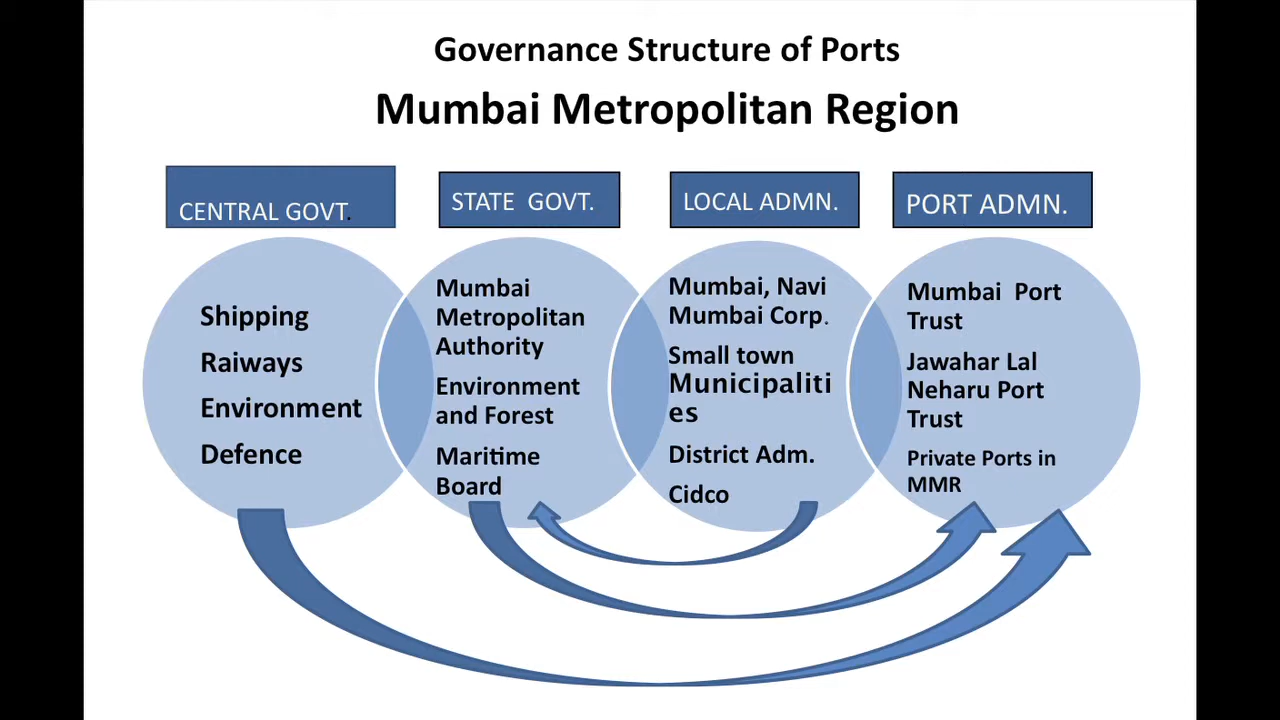 Governance Structure of Ports
Mumbai Metropolitan Region
CENTRAL GOVT.
STATE GOVT.
LOCAL ADMN.
PORT ADMN.
Shipping
Raiways
Environment
Defence
Mumbai
Metropolitan
Authority
Environment
and Forest
Maritime
Board
Mumbai, Navi
Mumbai Corp.
Small town
Municipaliti
es
District Adm.
Cidco
Mumbai Port
Trust
Jawahar Lal
Neharu Port
Trust
Private Ports in
MMR